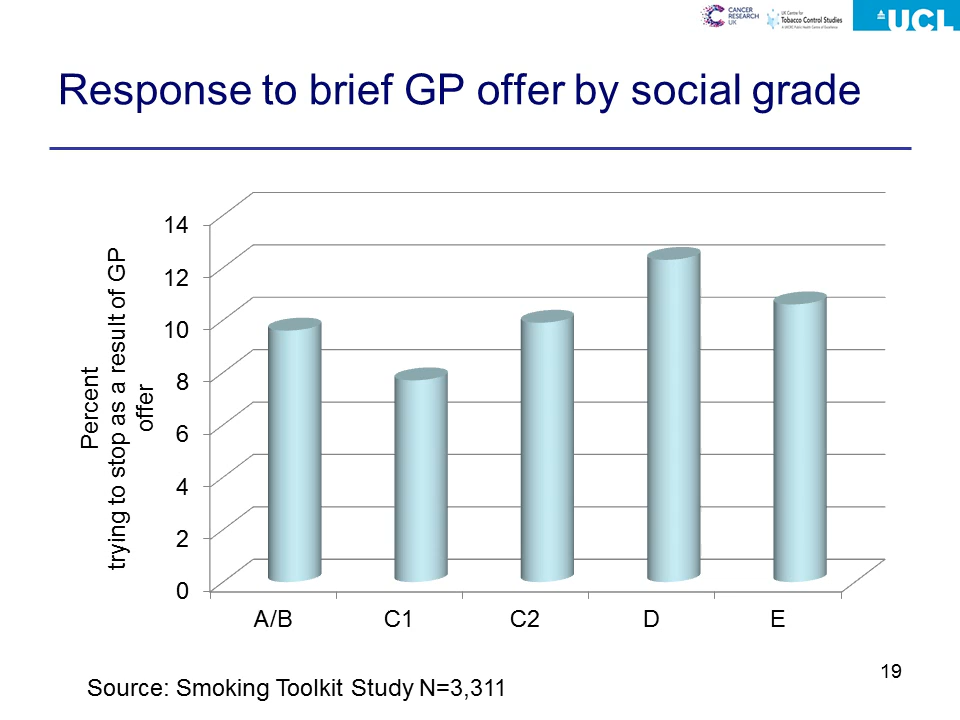 CANCER
RESEARCH
UK
UK Centre for
Tobacco Control Studies
UCL
Response to brief GP offer by social grade
Percent
trying to stop as a result of GP
offer
14
12
10
8
6
4
2
0
A/B C1 C2 D E
Source: Smoking Toolkit Study N=3,311
19